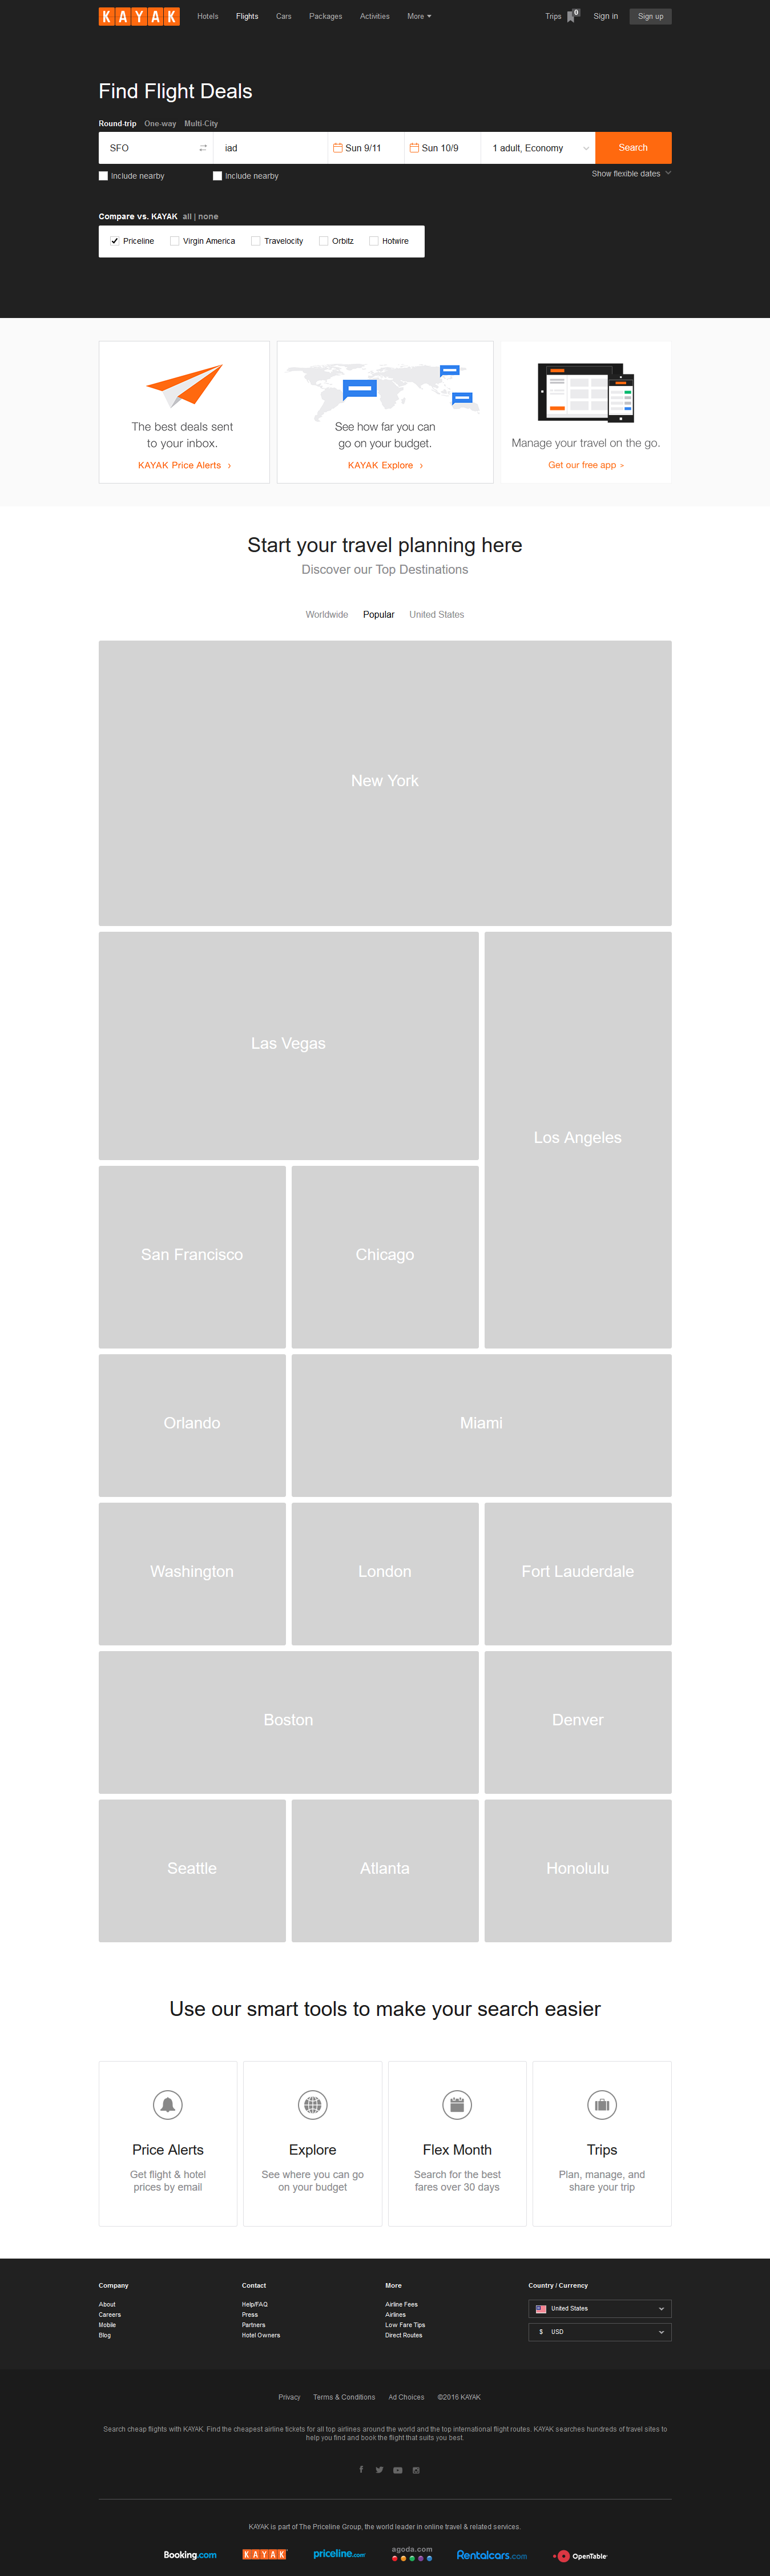 KAYAK Hotels Flights Cars Packages Activities More Trips 0 Sign in Sign up
Find Flight Deals
Round-trip One-way Multi-City
SFO iad Sun 9/11 Sun 10/9 1 adult, Economy Search
Include nearby Include nearby Show flexible dates
Compare vs. KAYAK all | none
Priceline Virgin America Travelocity Orbitz Hotwire
The best deals sent
to your inbox.
KAYAK Price Alerts ›
See how far you can
go on your budget.
KAYAK Explore ›
Manage your travel on the go.
Get our free app >
Start your travel planning here
Discover our Top Destinations
Worldwide Popular United States
New York
Las Vegas
Los Angeles
San Francisco
Chicago
Orlando
Miami
Washington
London
Fort Lauderdale
Boston
Denver
Seattle
Atlanta
Honolulu
Use our smart tools to make your search easier
Price Alerts
Get flight & hotel
prices by email
Explore
See where you can go
on your budget
Flex Month
Search for the best
fares over 30 days
Trips
Plan, manage, and
share your trip
Company
About
Careers
Mobile
Blog
Contact
Help/FAQ
Press
Partners
Hotel Owners
More
Airline Fees
Airlines
Low Fare Tips
Direct Routes
Country / Currency
United States
$ USD
Privacy Terms & Conditions Ad Choices ©2016 KAYAK
Search cheap flights with KAYAK. Find the cheapest airline tickets for all top airlines around the world and the top international flight routes. KAYAK searches hundreds of travel sites to
help you find and book the flight that suits you best.
KAYAK is part of The Priceline Group, the world leader in online travel & related services.
Booking.com KAYAK priceline.com agoda.com Rentalcars.com OpenTable